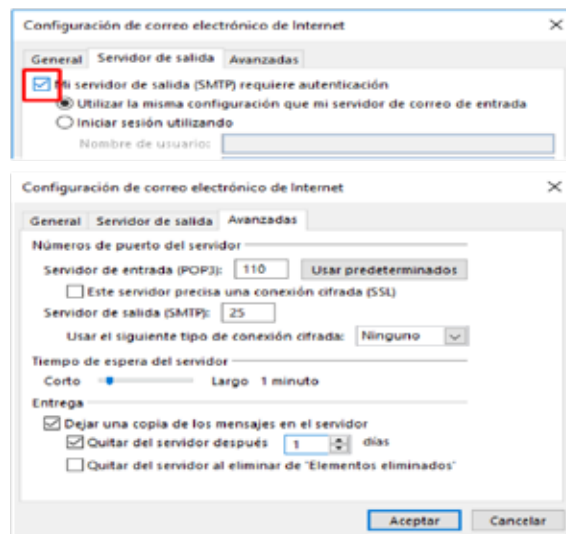 Configuración de correo electrónico de Internet
General Servidor de salida Avanzadas
Mi servidor de salida (SMTP) requiere autenticación
Utilizar la misma configuración que mi servidor de correo de entrada
Iniciar sesión utilizando
Nombre de usuario:
Configuración de correo electrónico de Internet
General Servidor de salida Avanzadas
Números de puerto del servidor
Servidor de entrada (POP3): 110 Usar predeterminados
Este servidor precisa una conexión cifrada (SSL)
Servidor de salida (SMTP): 25
Usar el siguiente tipo de conexión cifrada: Ninguno
Tiempo de espera del servidor
Corto Largo 1 minuto
Entrega
Dejar una copia de los mensajes en el servidor
Quitar del servidor después 1 días
Quitar del servidor al eliminar de "Elementos eliminados"
Aceptar Cancelar